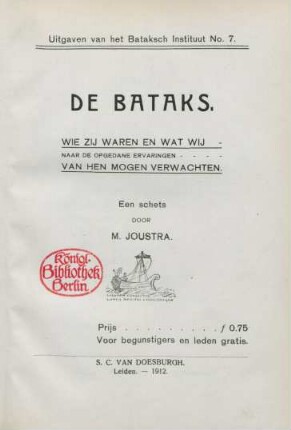 Uitgaven van het Bataksch Instituut No. 7.
DE BATAKS.
WIE ZIJ WAREN EN WAT WIJ -
NAAR DE OPGEDANE ERVARINGEN - - - -
VAN HEN MOGEN VERWACHTEN.
Een schets
DOOR
M. JOUSTRA.
Königl.
Bibliothek
Berlin
Prijs . . . . . . . . . f 0.75
Voor begunstigers en leden gratis.
S. C. VAN DOESBURGH.
Leiden. — 1912.